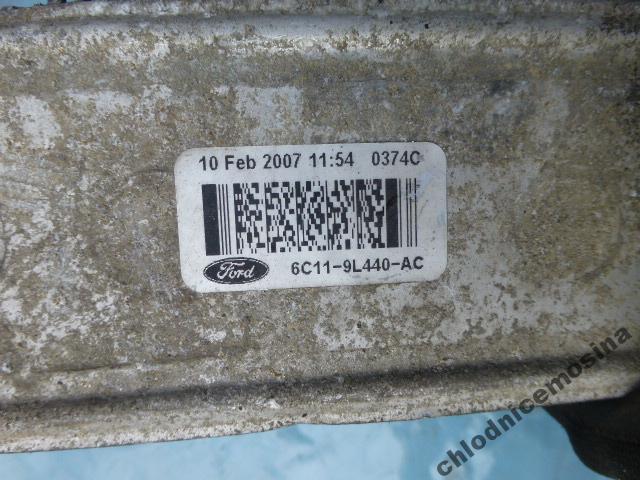 10 Feb 2007 11:54 0374C
Ford
6C11-9L440-AC
chlodnicemosina